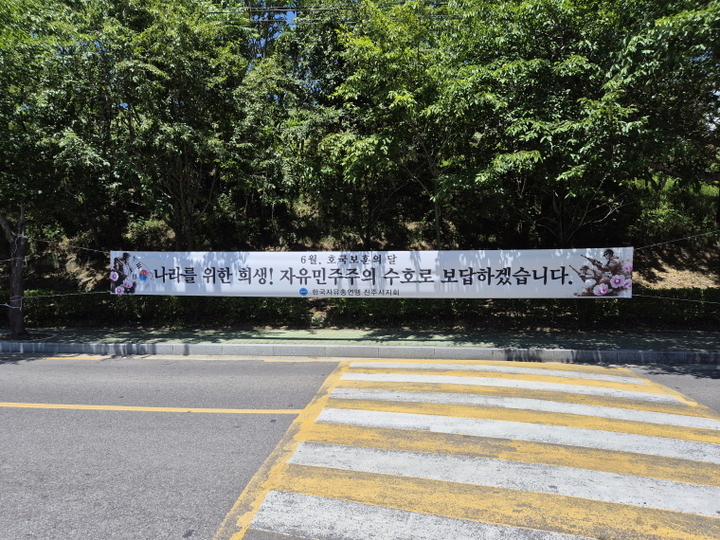 6월, 호국보훈의 달
나라를 위한 희생! 자유민주주의 수호로 보답하겠습니다.
한국자유총연맹 진주시지회